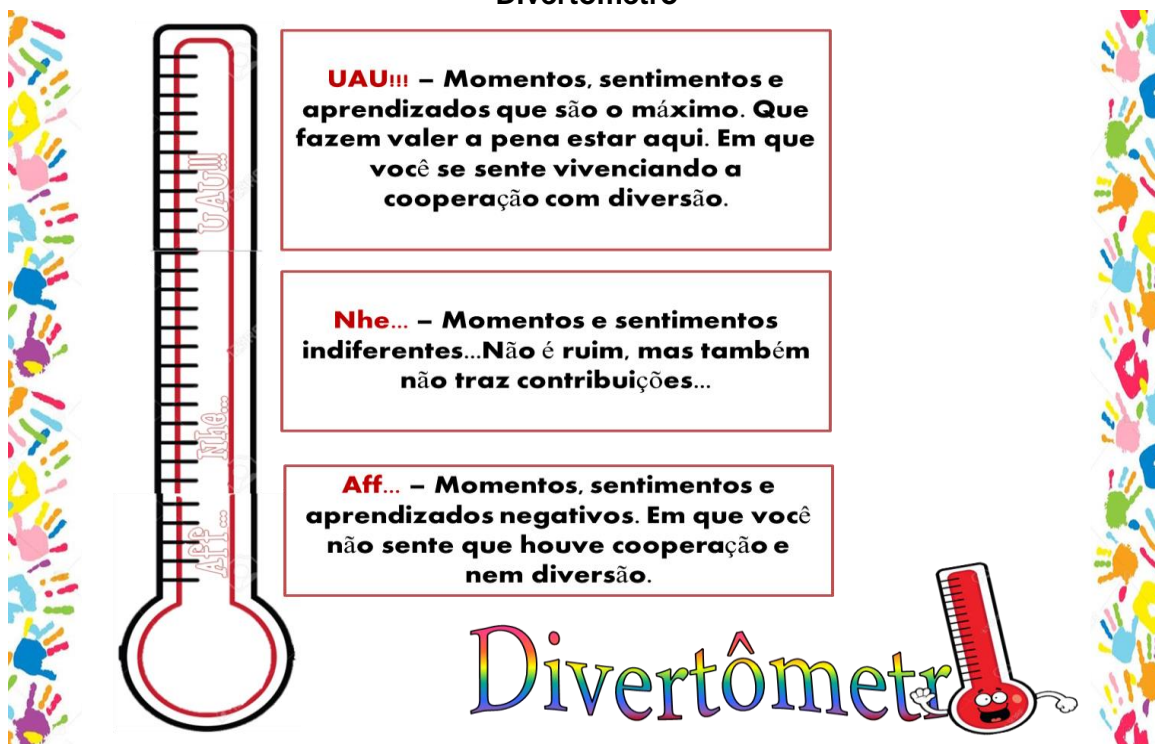 Divertômetro
UAU!!!
UAU!!! – Momentos, sentimentos e
aprendizados que são o máximo. Que
fazem valer a pena estar aqui. Em que
você se sente vivenciando a
cooperação com diversão.
Nhe...
Nhe... – Momentos e sentimentos
indiferentes...Não é ruim, mas também
não traz contribuições...
Aff...
Aff... – Momentos, sentimentos e
aprendizados negativos. Em que você
não sente que houve cooperação e
nem diversão.
Divertômetr